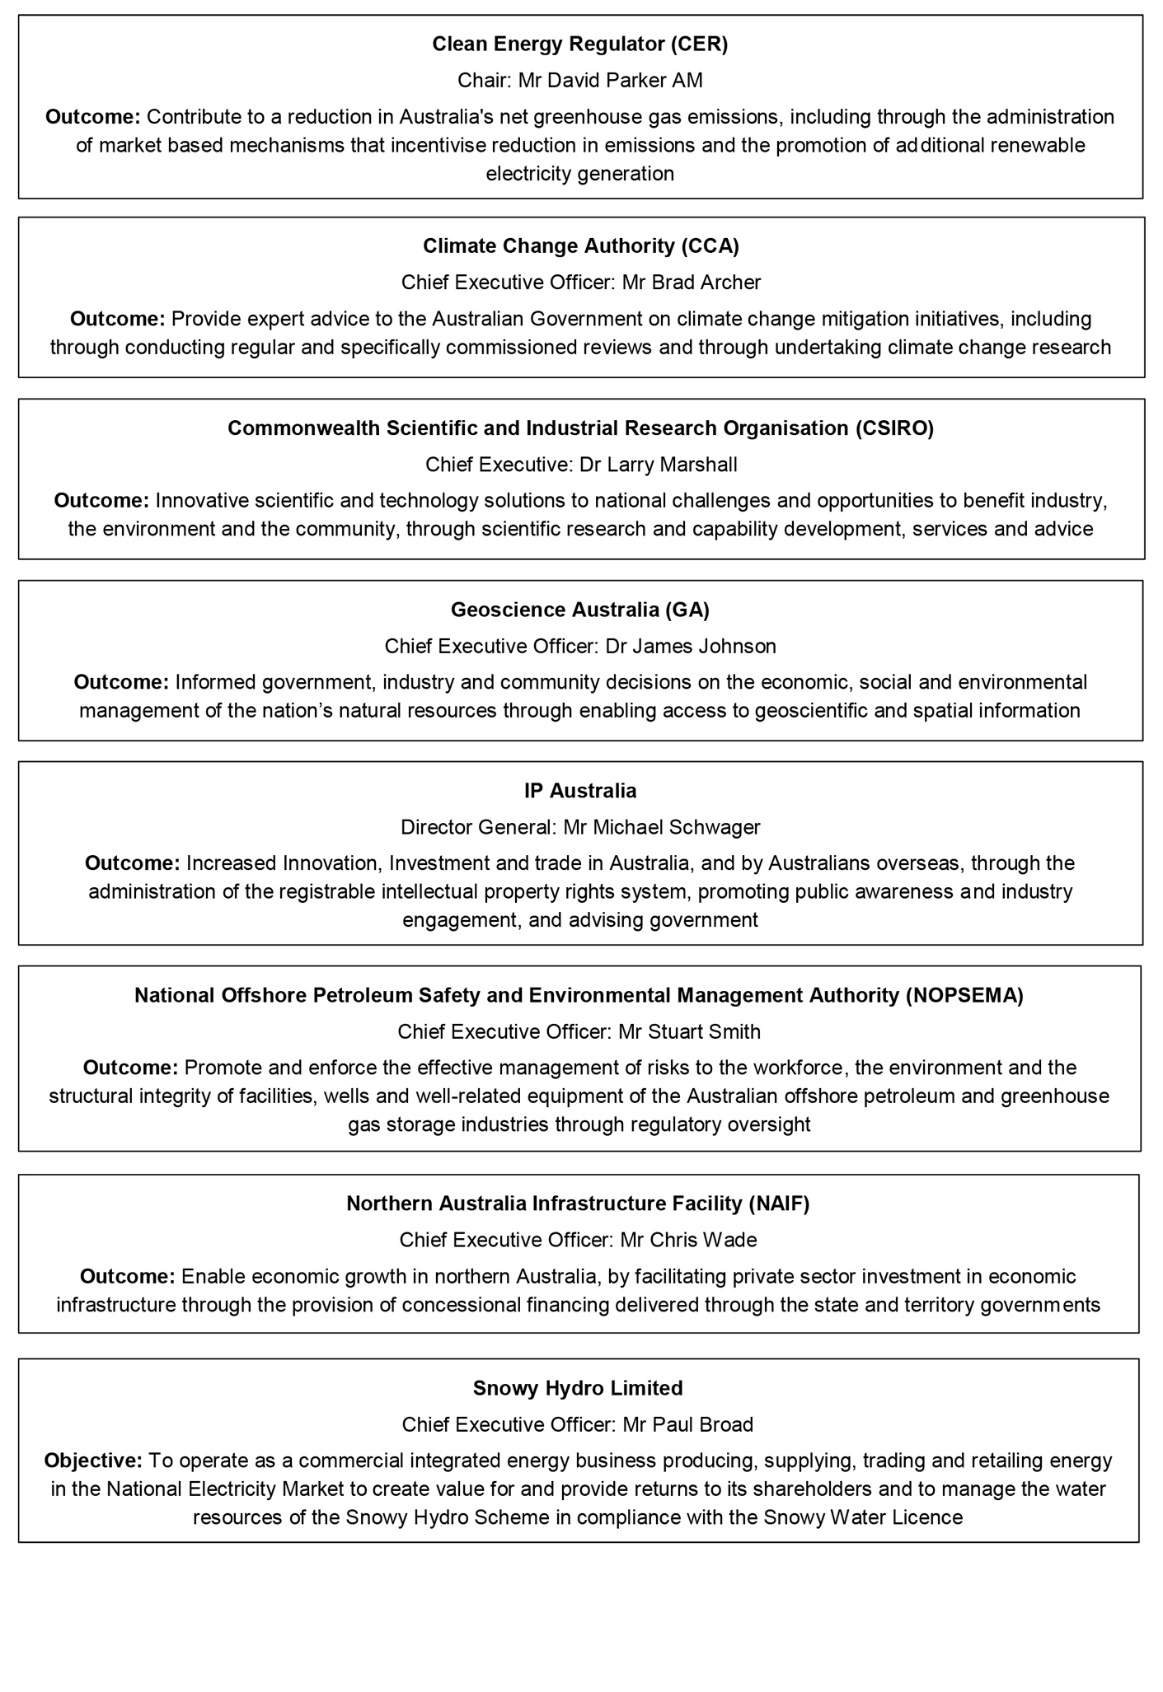 Clean Energy Regulator (CER)
Chair: Mr David Parker AM
Outcome: Contribute to a reduction in Australia's net greenhouse gas emissions, including through the administration
of market based mechanisms that incentivise reduction in emissions and the promotion of additional renewable
electricity generation
Climate Change Authority (CCA)
Chief Executive Officer: Mr Brad Archer
Outcome: Provide expert advice to the Australian Government on climate change mitigation initiatives, including
through conducting regular and specifically commissioned reviews and through undertaking climate change research
Commonwealth Scientific and Industrial Research Organisation (CSIRO)
Chief Executive: Dr Larry Marshall
Outcome: Innovative scientific and technology solutions to national challenges and opportunities to benefit industry,
the environment and the community, through scientific research and capability development, services and advice
Geoscience Australia (GA)
Chief Executive Officer: Dr James Johnson
Outcome: Informed government, industry and community decisions on the economic, social and environmental
management of the nation’s natural resources through enabling access to geoscientific and spatial information
IP Australia
Director General: Mr Michael Schwager
Outcome: Increased Innovation, Investment and trade in Australia, and by Australians overseas, through the
administration of the registrable intellectual property rights system, promoting public awareness and industry
engagement, and advising government
National Offshore Petroleum Safety and Environmental Management Authority (NOPSEMA)
Chief Executive Officer: Mr Stuart Smith
Outcome: Promote and enforce the effective management of risks to the workforce, the environment and the
structural integrity of facilities, wells and well-related equipment of the Australian offshore petroleum and greenhouse
gas storage industries through regulatory oversight
Northern Australia Infrastructure Facility (NAIF)
Chief Executive Officer: Mr Chris Wade
Outcome: Enable economic growth in northern Australia, by facilitating private sector investment in economic
infrastructure through the provision of concessional financing delivered through the state and territory governments
Snowy Hydro Limited
Chief Executive Officer: Mr Paul Broad
Objective: To operate as a commercial integrated energy business producing, supplying, trading and retailing energy
in the National Electricity Market to create value for and provide returns to its shareholders and to manage the water
resources of the Snowy Hydro Scheme in compliance with the Snowy Water Licence